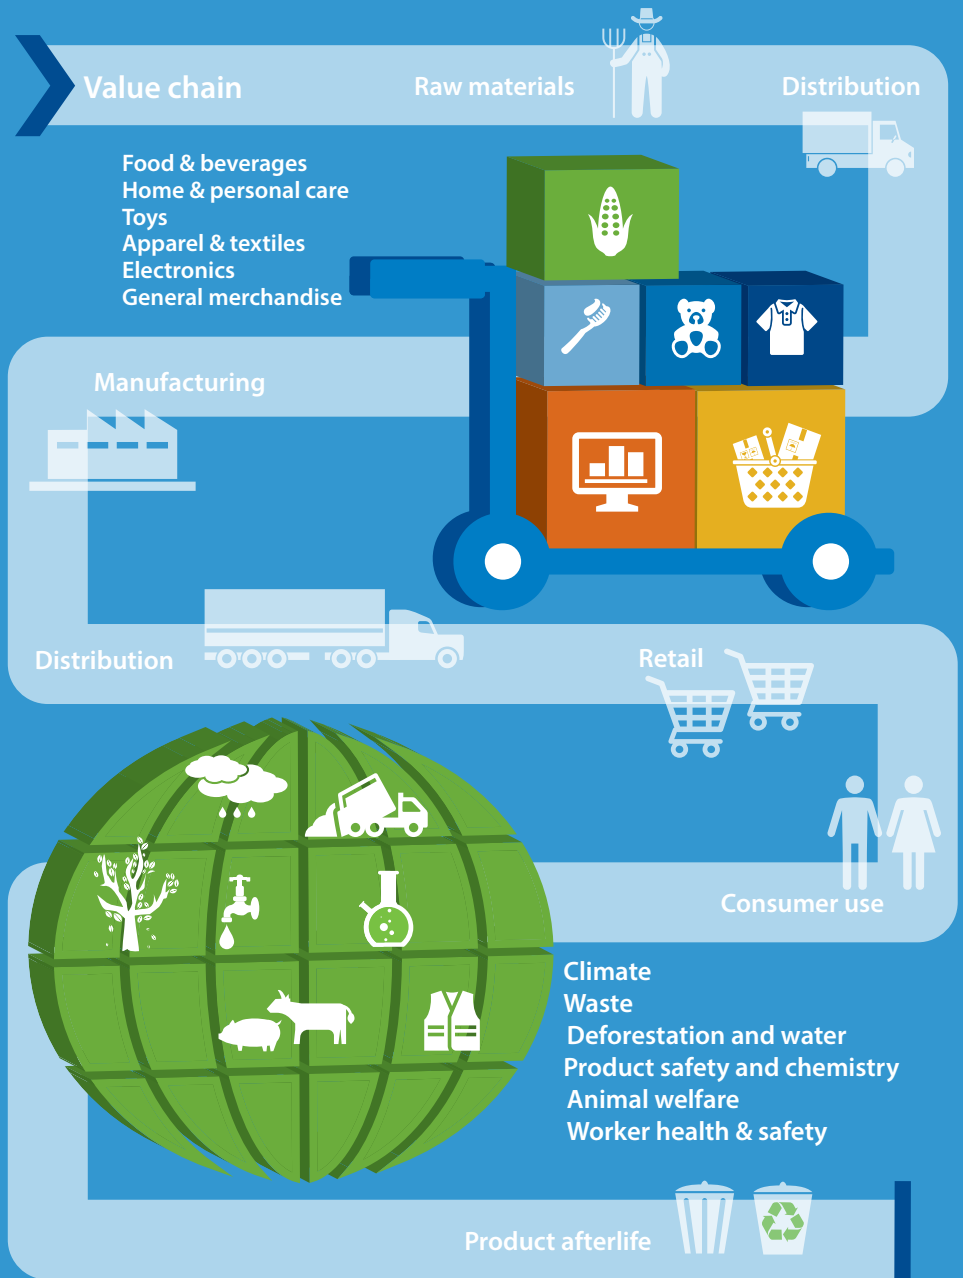 Value chain
Raw materials
Distribution
Food & beverages
Home & personal care
Toys
Apparel & textiles
Electronics
General merchandise
Manufacturing
Distribution
Retail
Consumer use
Climate
Waste
Deforestation and water
Product safety and chemistry
Animal welfare
Worker health & safety
Product afterlife